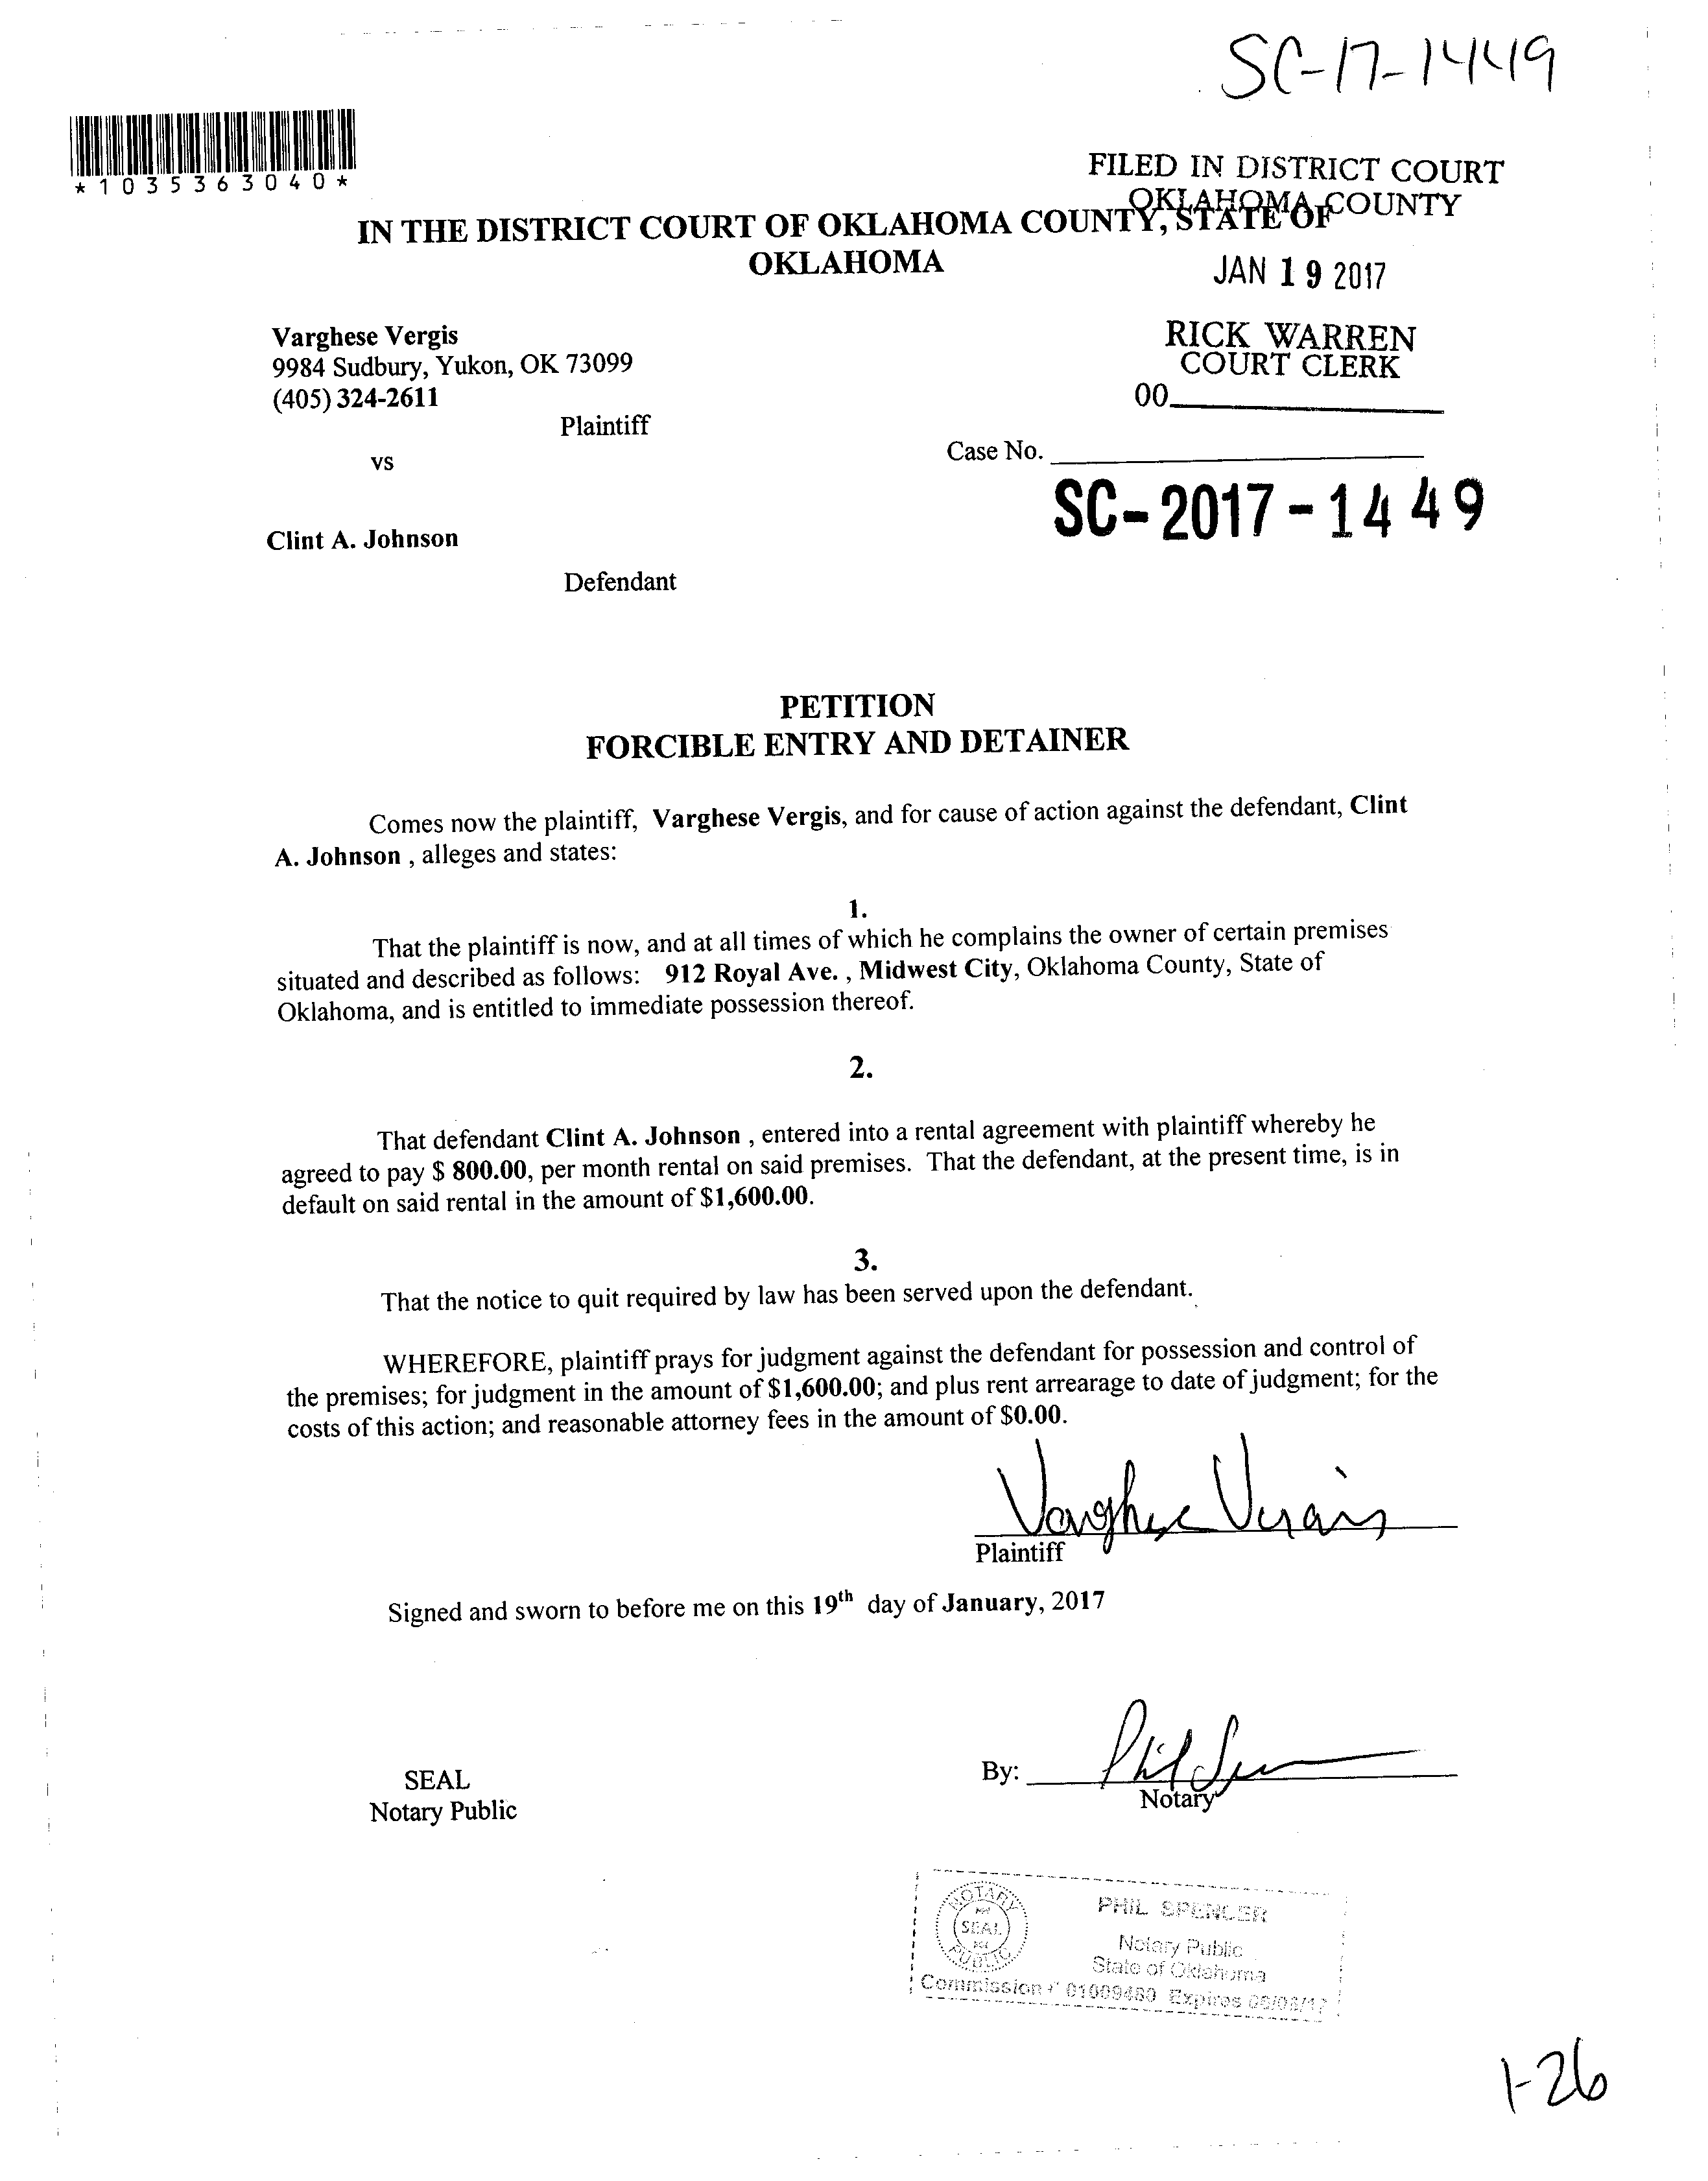 SC-17-1449
*1035363040*
FILED IN DISTRICT COURT
OKLAHOMA COUNTY
IN THE DISTRICT COURT OF OKLAHOMA COUNTY, STATE OF
OKLAHOMA
JAN 19 2017
Varghese Vergis
9984 Sudbury, Yukon, OK 73099
(405) 324-2611
Plaintiff
RICK WARREN
COURT CLERK
00
vs
Case No.
SC-2017-1449
Clint A. Johnson
Defendant
PETITION
FORCIBLE ENTRY AND DETAINER
Comes now the plaintiff, Varghese Vergis, and for cause of action against the defendant, Clint
A. Johnson , alleges and states:
1.
That the plaintiff is now, and at all times of which he complains the owner of certain premises
situated and described as follows: 912 Royal Ave. , Midwest City, Oklahoma County, State of
Oklahoma, and is entitled to immediate possession thereof.
2.
That defendant Clint A. Johnson , entered into a rental agreement with plaintiff whereby he
agreed to pay $ 800.00, per month rental on said premises. That the defendant, at the present time, is in
default on said rental in the amount of $1,600.00.
3.
That the notice to quit required by law has been served upon the defendant.
WHEREFORE, plaintiff prays for judgment against the defendant for possession and control of
the premises; for judgment in the amount of $1,600.00; and plus rent arrearage to date of judgment; for the
costs of this action; and reasonable attorney fees in the amount of $0.00.
Varghese Vergis
Plaintiff
Signed and sworn to before me on this 19th day of January, 2017
SEAL
Notary Public
By:
Notary
NOTARY
SEAL
PUBLIC
PHIL SPENCER
Notary Public
State of Oklahoma
Commission # 01009480 Expires
1-26